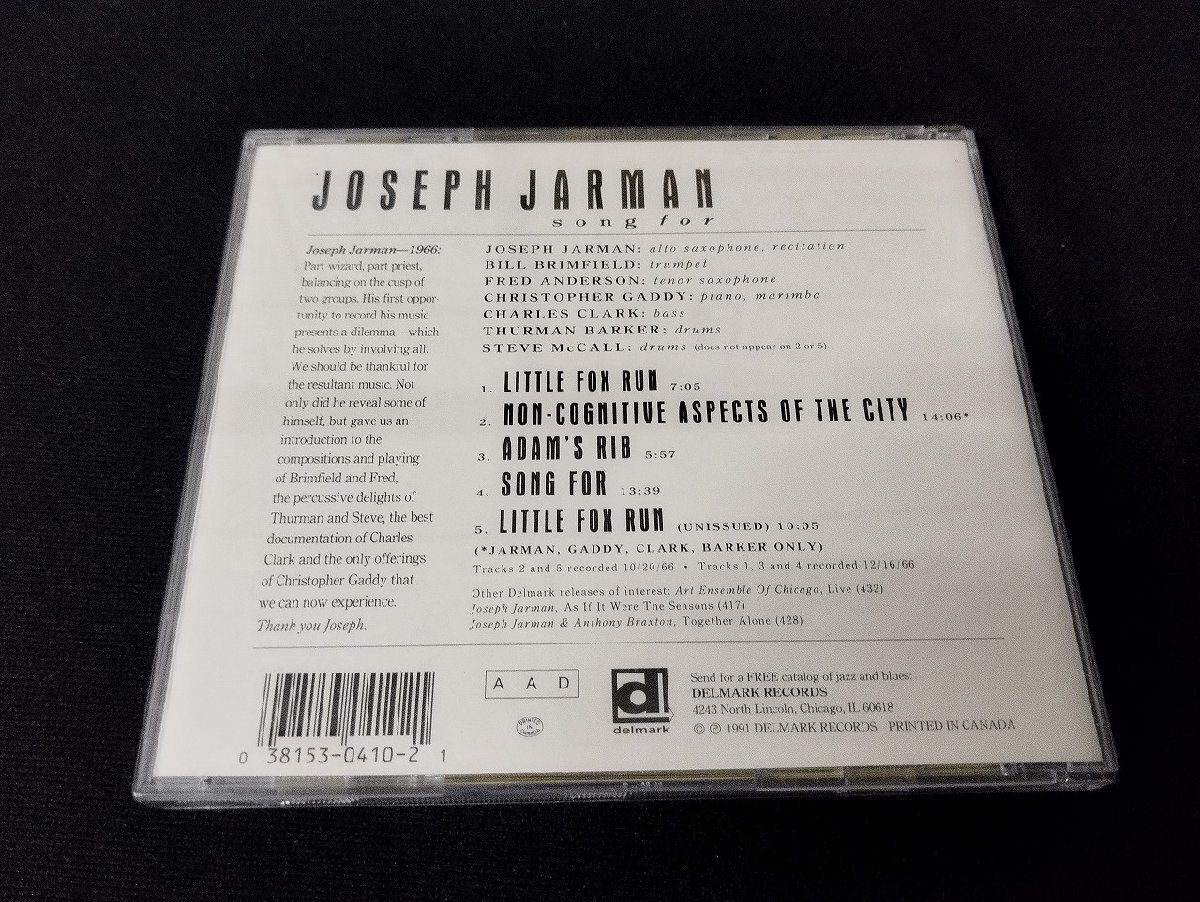 JOSEPH JARMAN
song for
Joseph Jarman—1966:
Part wizard, part priest,
balancing on the cusp of
two groups. His first oppor-
tunity to record his music
presents a dilemma—which
he solves by involving all.
We should be thankful for
the resultant music. Not
only did he reveal some of
himself, but gave us an
introduction to the
compositions and playing
of Brimfield and Fred,
the percussive delights of
Thurman and Steve, the best
documentation of Charles
Clark and the only offerings
of Christopher Gaddy that
we can now experience.
Thank you Joseph.
JOSEPH JARMAN: alto saxophone, recitation
BILL BRIMFIELD: trumpet
FRED ANDERSON: tenor saxophone
CHRISTOPHER GADDY: piano, marimba
CHARLES CLARK: bass
THURMAN BARKER: drums
STEVE McCALL: drums (does not appear on 2 or 5)
1. LITTLE FOX RUN 7:05
2. NON-COGNITIVE ASPECTS OF THE CITY 14:06*
3. ADAM'S RIB 5:57
4. SONG FOR 13:39
5. LITTLE FOX RUN (UNISSUED) 10:05
(*JARMAN, GADDY, CLARK, BARKER ONLY)
Tracks 2 and 5 recorded 10/20/66 • Tracks 1, 3 and 4 recorded 12/16/66
Other Delmark releases of interest: Art Ensemble Of Chicago, Live (432)
Joseph Jarman, As If It Were The Seasons (417)
Joseph Jarman & Anthony Braxton, Together Alone (428)
0 38153-0410-2 1
A A D
PRINTED IN CANADA
d
delmark
Send for a FREE catalog of jazz and blues:
DELMARK RECORDS
4243 North Lincoln, Chicago, IL 60618
© ℗ 1991 DELMARK RECORDS PRINTED IN CANADA